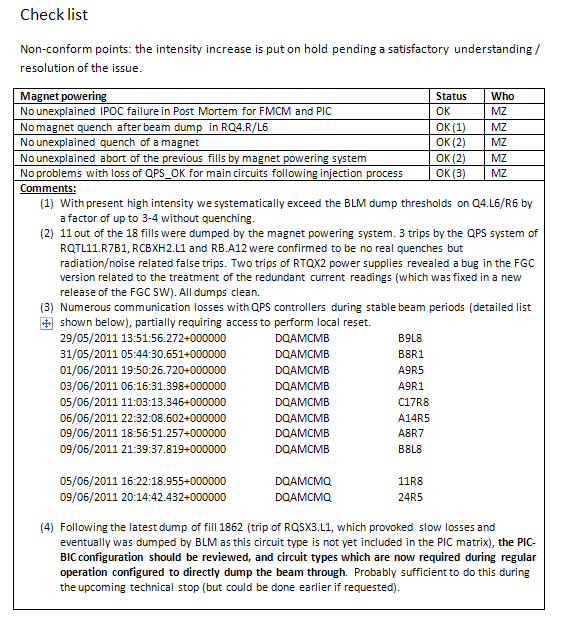 Check list
Non-conform points: the intensity increase is put on hold pending a satisfactory understanding /
resolution of the issue.
Magnet powering Status Who
No unexplained IPOC failure in Post Mortem for FMCM and PIC OK MZ
No magnet quench after beam dump in RQ4.R/L6 OK (1) MZ
No unexplained quench of a magnet OK (2) MZ
No unexplained abort of the previous fills by magnet powering system OK (2) MZ
No problems with loss of QPS_OK for main circuits following injection process OK (3) MZ
Comments:
(1) With present high intensity we systematically exceed the BLM dump thresholds on Q4.L6/R6 by
a factor of up to 3-4 without quenching.
(2) 11 out of the 18 fills were dumped by the magnet powering system. 3 trips by the QPS system of
RQTL11.R7B1, RCBXH2.L1 and RB.A12 were confirmed to be no real quenches but
radiation/noise related false trips. Two trips of RTQX2 power supplies revealed a bug in the FGC
version related to the treatment of the redundant current readings (which was fixed in a new
release of the FGC SW). All dumps clean.
(3) Numerous communication losses with QPS controllers during stable beam periods (detailed list
shown below), partially requiring access to perform local reset.
29/05/2011 13:51:56.272+000000 DQAMCMB B9L8
31/05/2011 05:44:30.651+000000 DQAMCMB B8R1
01/06/2011 19:50:26.720+000000 DQAMCMB A9R5
03/06/2011 06:16:31.398+000000 DQAMCMB A9R1
05/06/2011 11:03:13.346+000000 DQAMCMB C17R8
06/06/2011 22:32:08.602+000000 DQAMCMB A14R5
09/06/2011 18:56:51.257+000000 DQAMCMB A8R7
09/06/2011 21:39:37.819+000000 DQAMCMB B8L8
05/06/2011 16:22:18.955+000000 DQAMCMQ 11R8
09/06/2011 20:14:42.432+000000 DQAMCMQ 24R5
(4) Following the latest dump of fill 1862 (trip of RQSX3.L1, which provoked slow losses and
eventually was dumped by BLM as this circuit type is not yet included in the PIC matrix), the PIC-
BIC configuration should be reviewed, and circuit types which are now required during regular
operation configured to directly dump the beam through. Probably sufficient to do this during
the upcoming technical stop (but could be done earlier if requested).